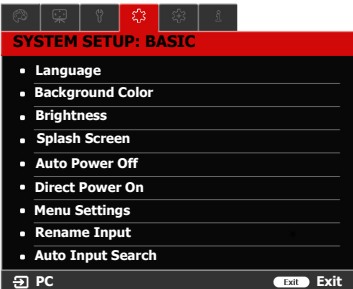 SYSTEM SETUP: BASIC
Language
Background Color
Brightness
Splash Screen
Auto Power Off
Direct Power On
Menu Settings
Rename Input
Auto Input Search
PC Exit Exit